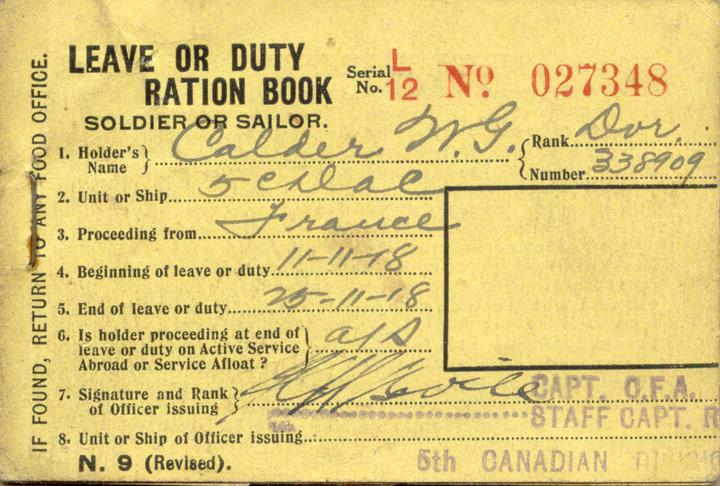 IF FOUND, RETURN TO ANY FOOD OFFICE.
LEAVE OR DUTY
RATION BOOK
SOLDIER OR SAILOR.
Serial No. L/12 No. 027348
1. Holder's Name } Calder W.G. { Rank Dvr.
Number 338909
2. Unit or Ship 5 CDAC
3. Proceeding from France
4. Beginning of leave or duty 11-11-18
5. End of leave or duty 25-11-18
6. Is holder proceeding at end of
leave or duty on Active Service
Abroad or Service Afloat? } a/s
7. Signature and Rank
of Officer issuing }
CAPT. C.F.A.
STAFF CAPT. R
8. Unit or Ship of Officer issuing
N. 9 (Revised).
5th CANADIAN